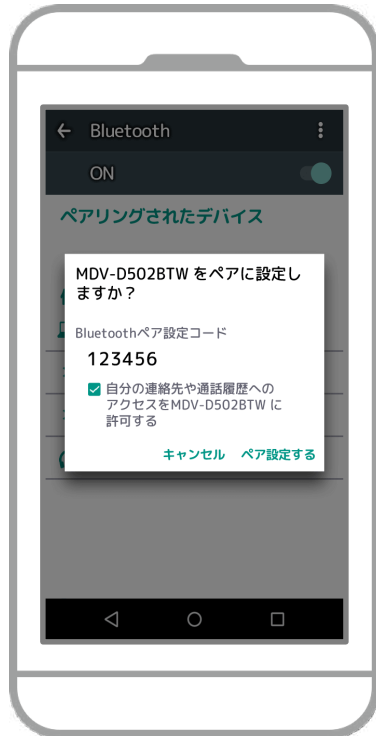 Bluetooth
ON
ペアリングされたデバイス
MDV-D502BTW をペアに設定し
ますか？
Bluetoothペア設定コード
123456
自分の連絡先や通話履歴への
アクセスをMDV-D502BTW に
許可する
キャンセル ペア設定する